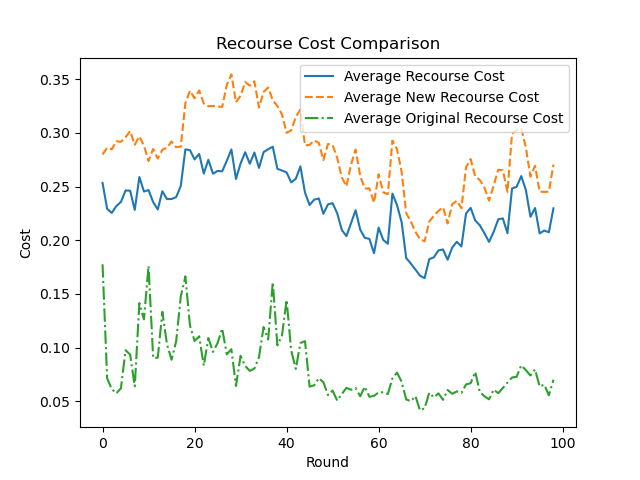 Recourse Cost Comparison
Average Recourse Cost
Average New Recourse Cost
Average Original Recourse Cost
Cost
0.35
0.30
0.25
0.20
0.15
0.10
0.05
0 20 40 60 80 100
Round